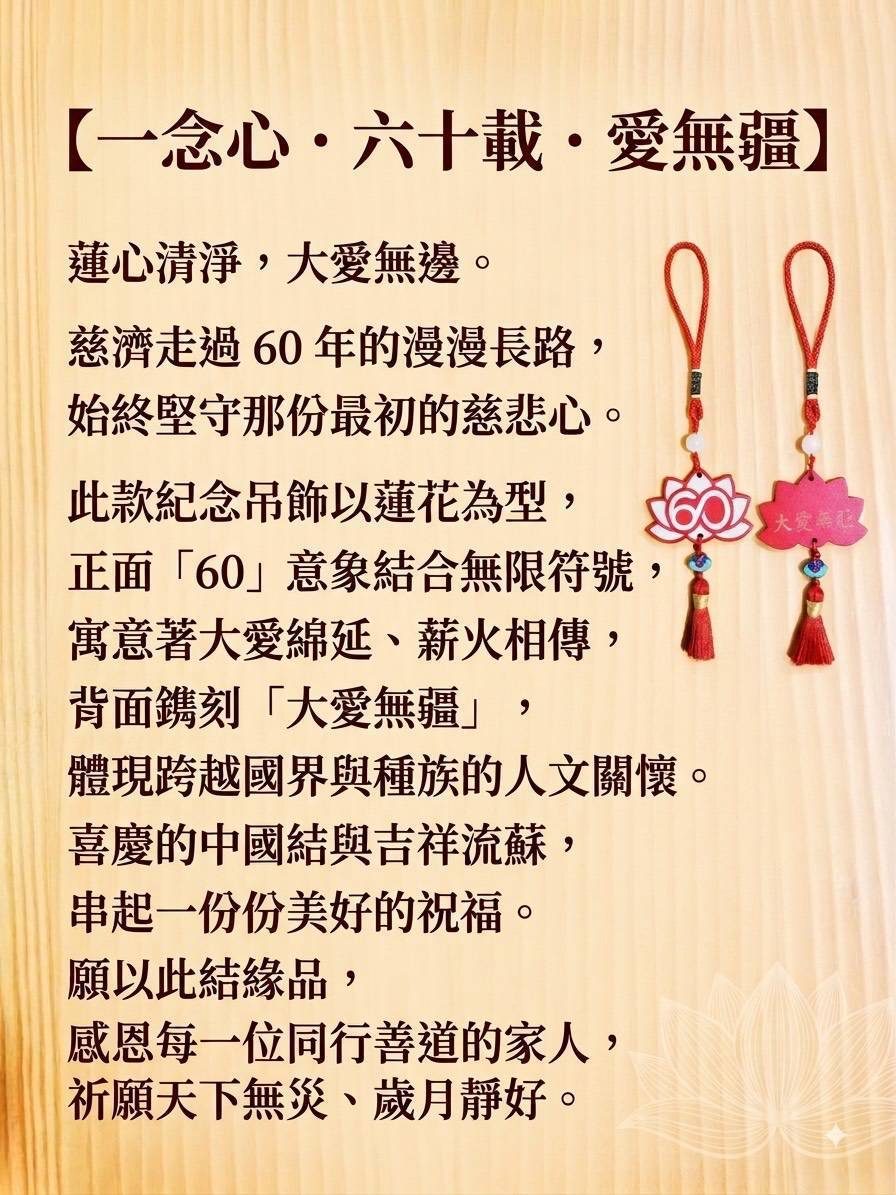 【一念心・六十載・愛無疆】
蓮心清淨，大愛無邊。
慈濟走過 60 年的漫漫長路，
始終堅守那份最初的慈悲心。
此款紀念吊飾以蓮花為型，
正面「60」意象結合無限符號，
寓意著大愛綿延、薪火相傳，
背面鐫刻「大愛無疆」，
體現跨越國界與種族的人文關懷。
喜慶的中國結與吉祥流蘇，
串起一份份美好的祝福。
願以此結緣品，
感恩每一位同行善道的家人，
祈願天下無災、歲月靜好。
60
大愛無疆